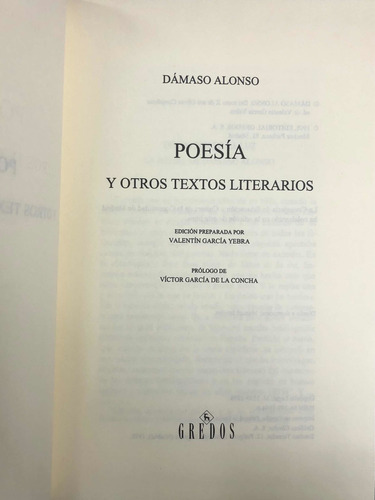 DÁMASO ALONSO
POESÍA
Y OTROS TEXTOS LITERARIOS
EDICIÓN PREPARADA POR
VALENTÍN GARCÍA YEBRA
PRÓLOGO DE
VÍCTOR GARCÍA DE LA CONCHA
GREDOS